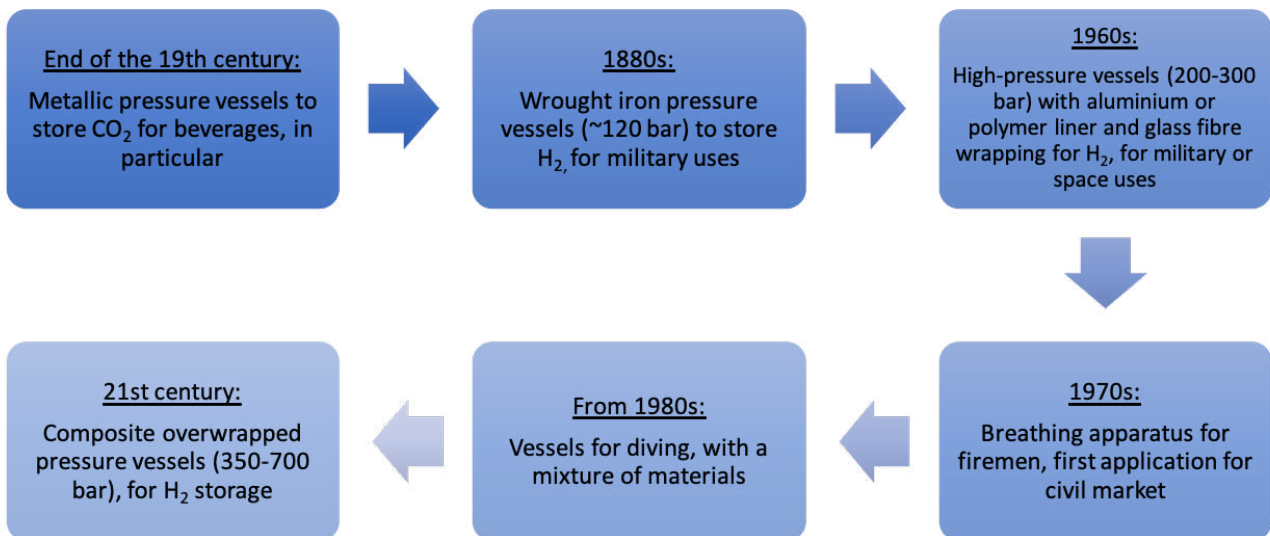 End of the 19th century:
Metallic pressure vessels to
store CO₂ for beverages, in
particular
1880s:
Wrought iron pressure
vessels (~120 bar) to store
H₂, for military uses
1960s:
High-pressure vessels (200-300
bar) with aluminium or
polymer liner and glass fibre
wrapping for H₂, for military or
space uses
1970s:
Breathing apparatus for
firemen, first application for
civil market
From 1980s:
Vessels for diving, with a
mixture of materials
21st century:
Composite overwrapped
pressure vessels (350-700
bar), for H₂ storage